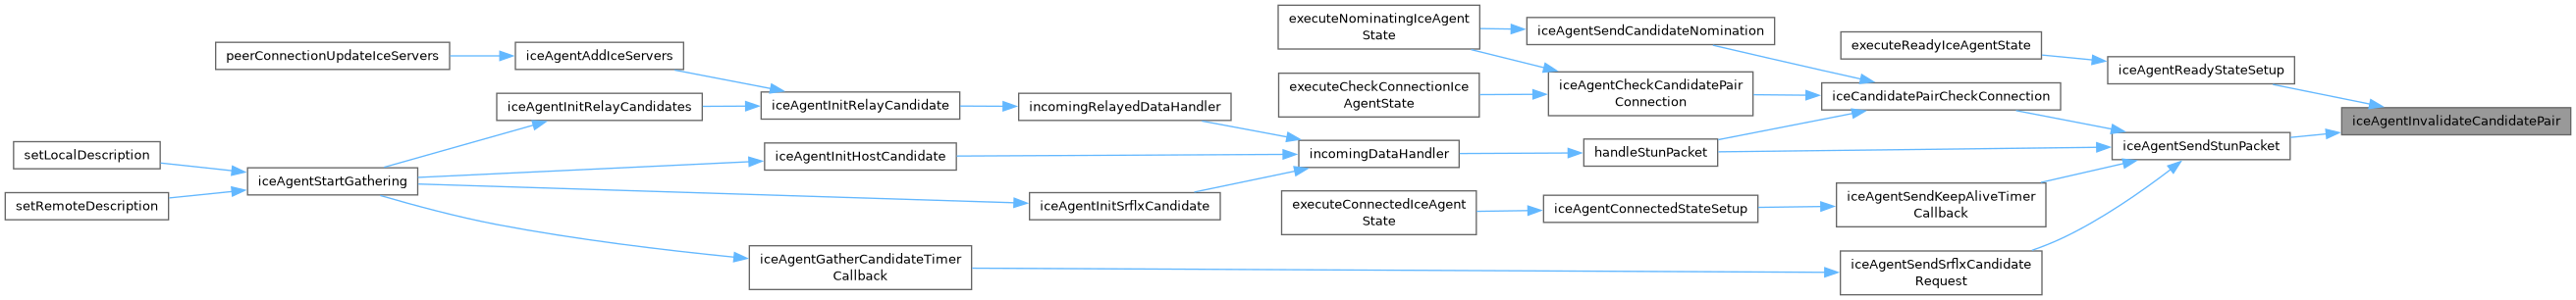 executeNominatingIceAgent
State
iceAgentSendCandidateNomination
peerConnectionUpdateIceServers
iceAgentAddIceServers
executeReadyIceAgentState
iceAgentReadyStateSetup
iceAgentInitRelayCandidates
iceAgentInitRelayCandidate
incomingRelayedDataHandler
executeCheckConnectionIce
AgentState
iceAgentCheckCandidatePair
Connection
iceCandidatePairCheckConnection
iceAgentInvalidateCandidatePair
setLocalDescription
iceAgentInitHostCandidate
incomingDataHandler
handleStunPacket
iceAgentSendStunPacket
iceAgentStartGathering
setRemoteDescription
iceAgentInitSrflxCandidate
executeConnectedIceAgent
State
iceAgentConnectedStateSetup
iceAgentSendKeepAliveTimer
Callback
iceAgentGatherCandidateTimer
Callback
iceAgentSendSrflxCandidate
Request